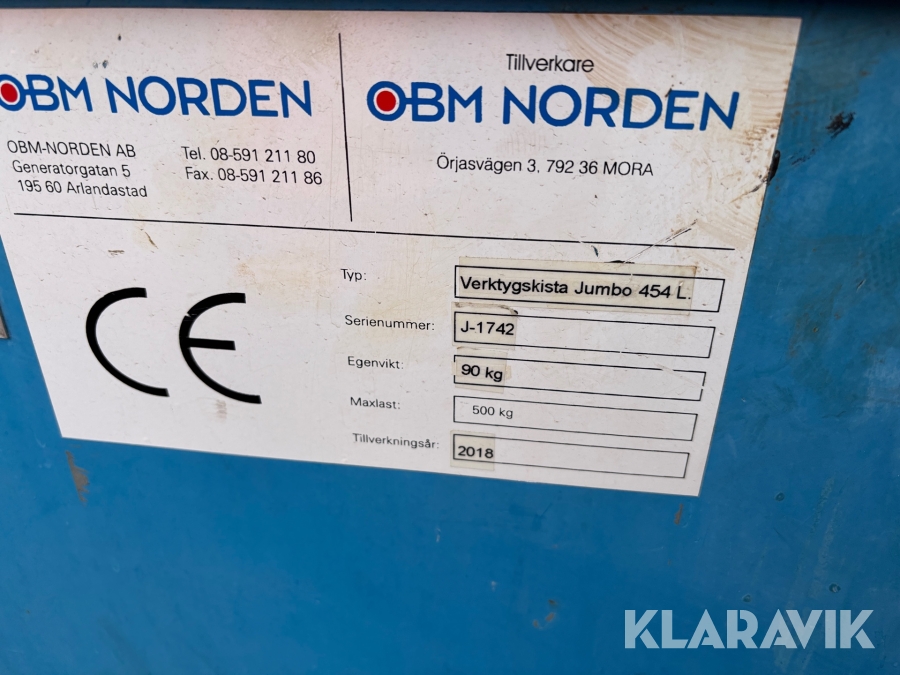 OBM NORDEN
OBM-NORDEN AB
Generatorgatan 5
195 60 Arlandastad
Tel. 08-591 211 80
Fax. 08-591 211 86
Tillverkare
OBM NORDEN
Örjasvägen 3, 792 36 MORA
CE
Typ: Verktygskista Jumbo 454 L.
Serienummer: J-1742
Egenvikt: 90 kg
Maxlast: 500 kg
Tillverkningsår: 2018
KLARAVIK